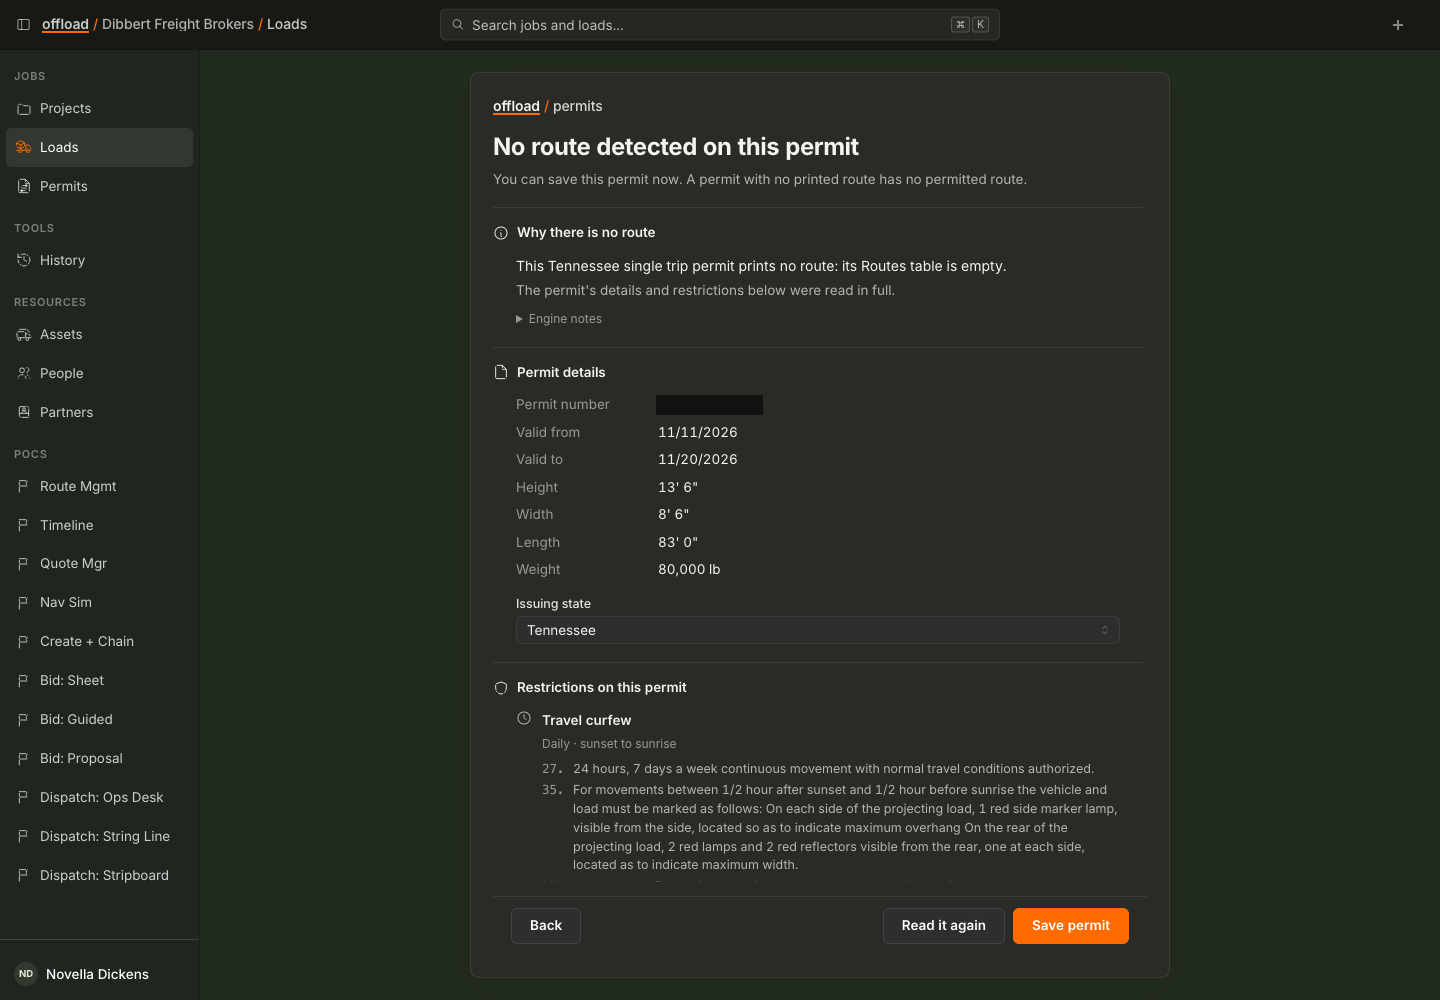 offload / Dibbert Freight Brokers / Loads
Search jobs and loads...
⌘ K
JOBS
Projects
Loads
Permits
TOOLS
History
RESOURCES
Assets
People
Partners
POCS
Route Mgmt
Timeline
Quote Mgr
Nav Sim
Create + Chain
Bid: Sheet
Bid: Guided
Bid: Proposal
Dispatch: Ops Desk
Dispatch: String Line
Dispatch: Stripboard
ND Novella Dickens
offload / permits
No route detected on this permit
You can save this permit now. A permit with no printed route has no permitted route.
Why there is no route
This Tennessee single trip permit prints no route: its Routes table is empty.
The permit's details and restrictions below were read in full.
Engine notes
Permit details
Permit number
Valid from 11/11/2026
Valid to 11/20/2026
Height 13' 6"
Width 8' 6"
Length 83' 0"
Weight 80,000 lb
Issuing state
Tennessee
Restrictions on this permit
Travel curfew
Daily · sunset to sunrise
27. 24 hours, 7 days a week continuous movement with normal travel conditions authorized.
35. For movements between 1/2 hour after sunset and 1/2 hour before sunrise the vehicle and
load must be marked as follows: On each side of the projecting load, 1 red side marker lamp,
visible from the side, located so as to indicate maximum overhang On the rear of the
projecting load, 2 red lamps and 2 red reflectors visible from the rear, one at each side,
located as to indicate maximum width.
Back
Read it again
Save permit